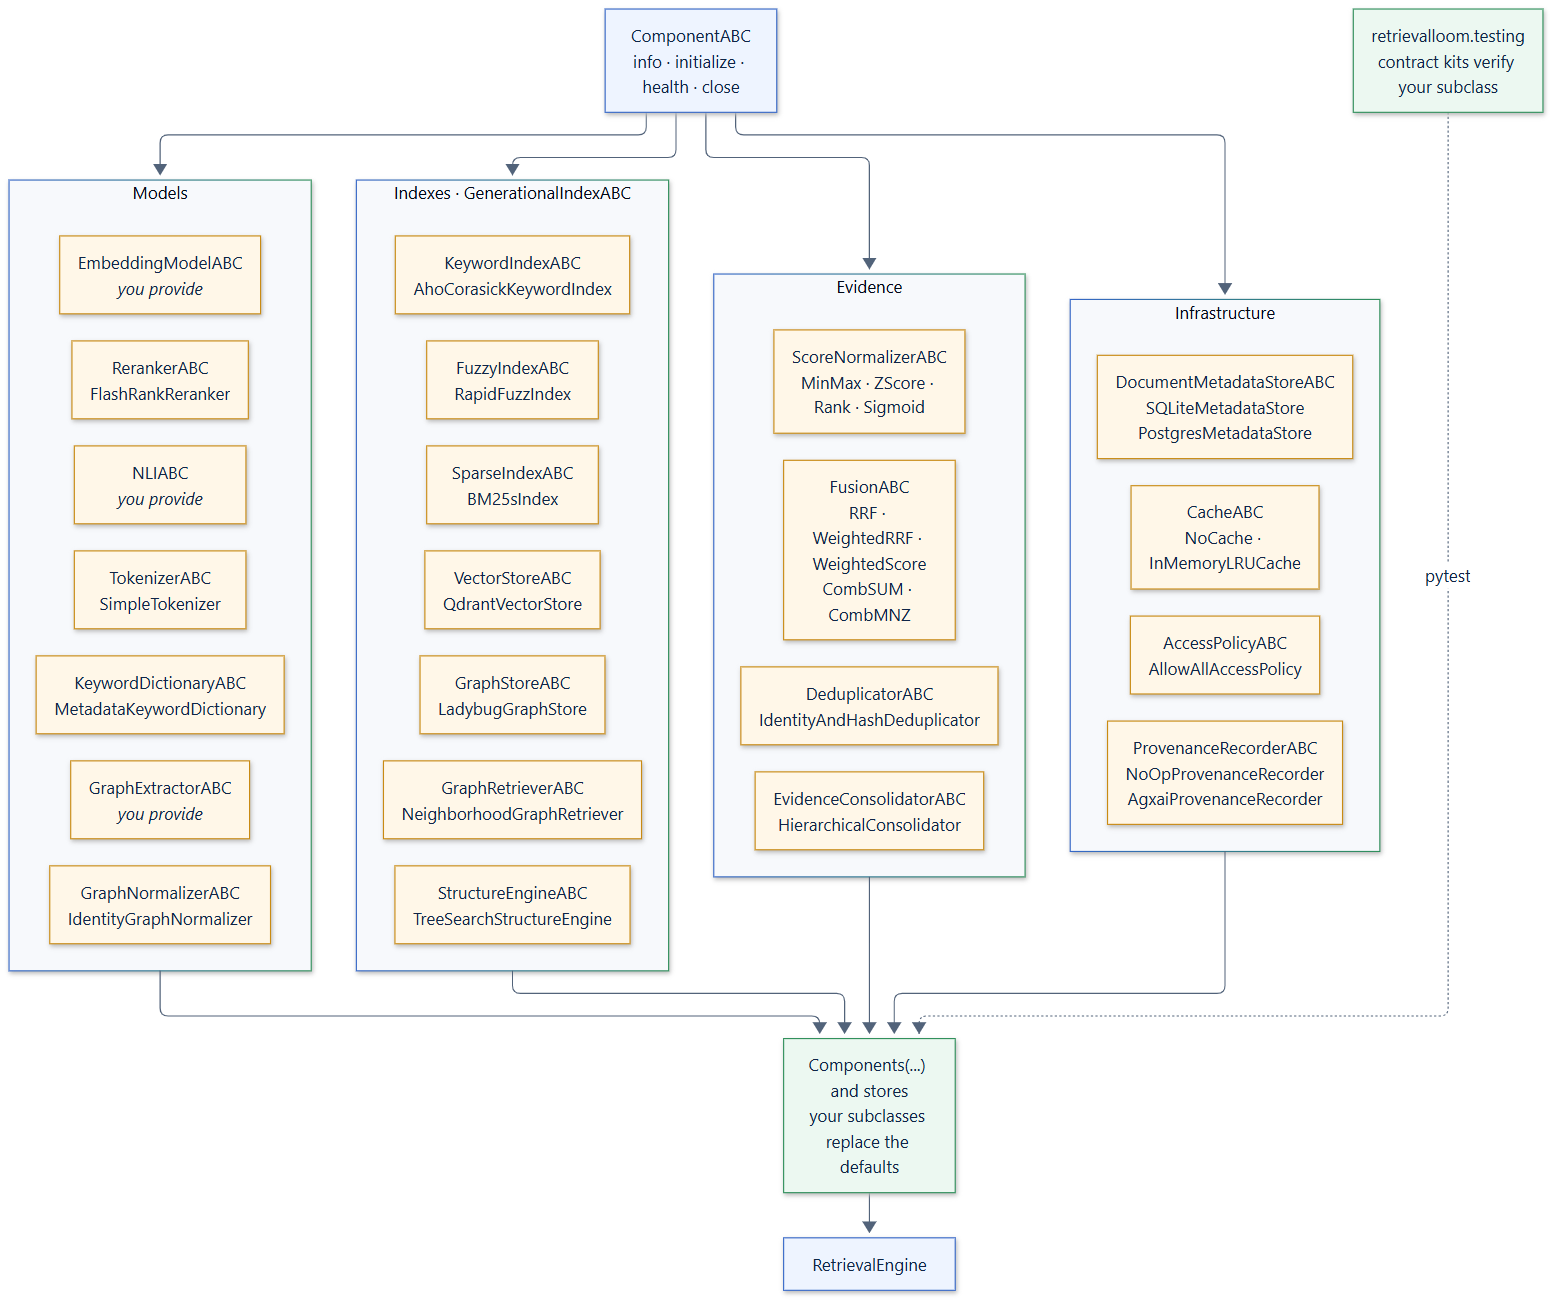 ComponentABC
info · initialize ·
health · close
retrievalloom.testing
contract kits verify
your subclass
Models
EmbeddingModelABC
you provide
RerankerABC
FlashRankReranker
NLIABC
you provide
TokenizerABC
SimpleTokenizer
KeywordDictionaryABC
MetadataKeywordDictionary
GraphExtractorABC
you provide
GraphNormalizerABC
IdentityGraphNormalizer
Indexes · GenerationalIndexABC
KeywordIndexABC
AhoCorasickKeywordIndex
FuzzyIndexABC
RapidFuzzIndex
SparseIndexABC
BM25sIndex
VectorStoreABC
QdrantVectorStore
GraphStoreABC
LadybugGraphStore
GraphRetrieverABC
NeighborhoodGraphRetriever
StructureEngineABC
TreeSearchStructureEngine
Evidence
ScoreNormalizerABC
MinMax · ZScore ·
Rank · Sigmoid
FusionABC
RRF ·
WeightedRRF ·
WeightedScore
CombSUM ·
CombMNZ
DeduplicatorABC
IdentityAndHashDeduplicator
EvidenceConsolidatorABC
HierarchicalConsolidator
Infrastructure
DocumentMetadataStoreABC
SQLiteMetadataStore
PostgresMetadataStore
CacheABC
NoCache ·
InMemoryLRUCache
AccessPolicyABC
AllowAllAccessPolicy
ProvenanceRecorderABC
NoOpProvenanceRecorder
AgxaiProvenanceRecorder
pytest
Components(...)
and stores
your subclasses
replace the
defaults
RetrievalEngine